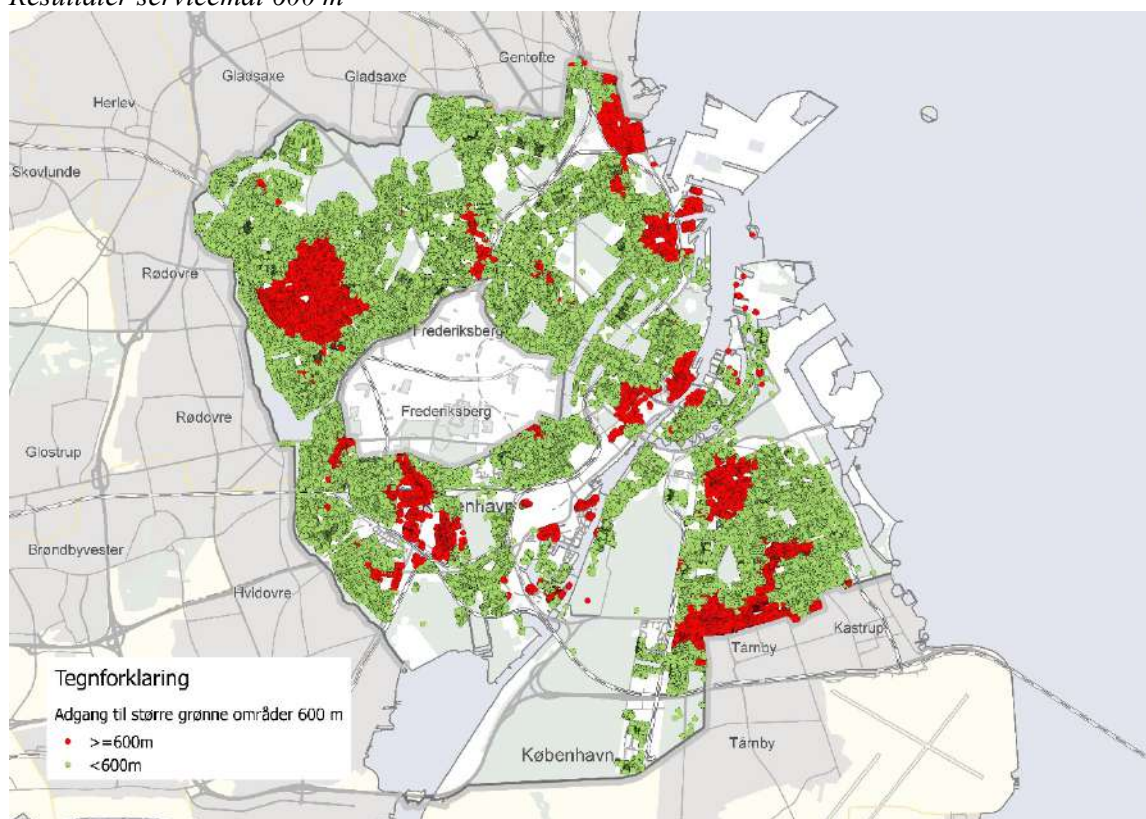 Resultater servicemål 600 m
Gentofte
Gladsaxe
Gladsaxe
Herlev
Skovlunde
Rødovre
Frederiksberg
Frederiksberg
Rødovre
Glostrup
København
Brøndbyvester
Hvidovre
Kastrup
Tårnby
Tårnby
København
Tegnforklaring
Adgang til større grønne områder 600 m
>=600m
<600m